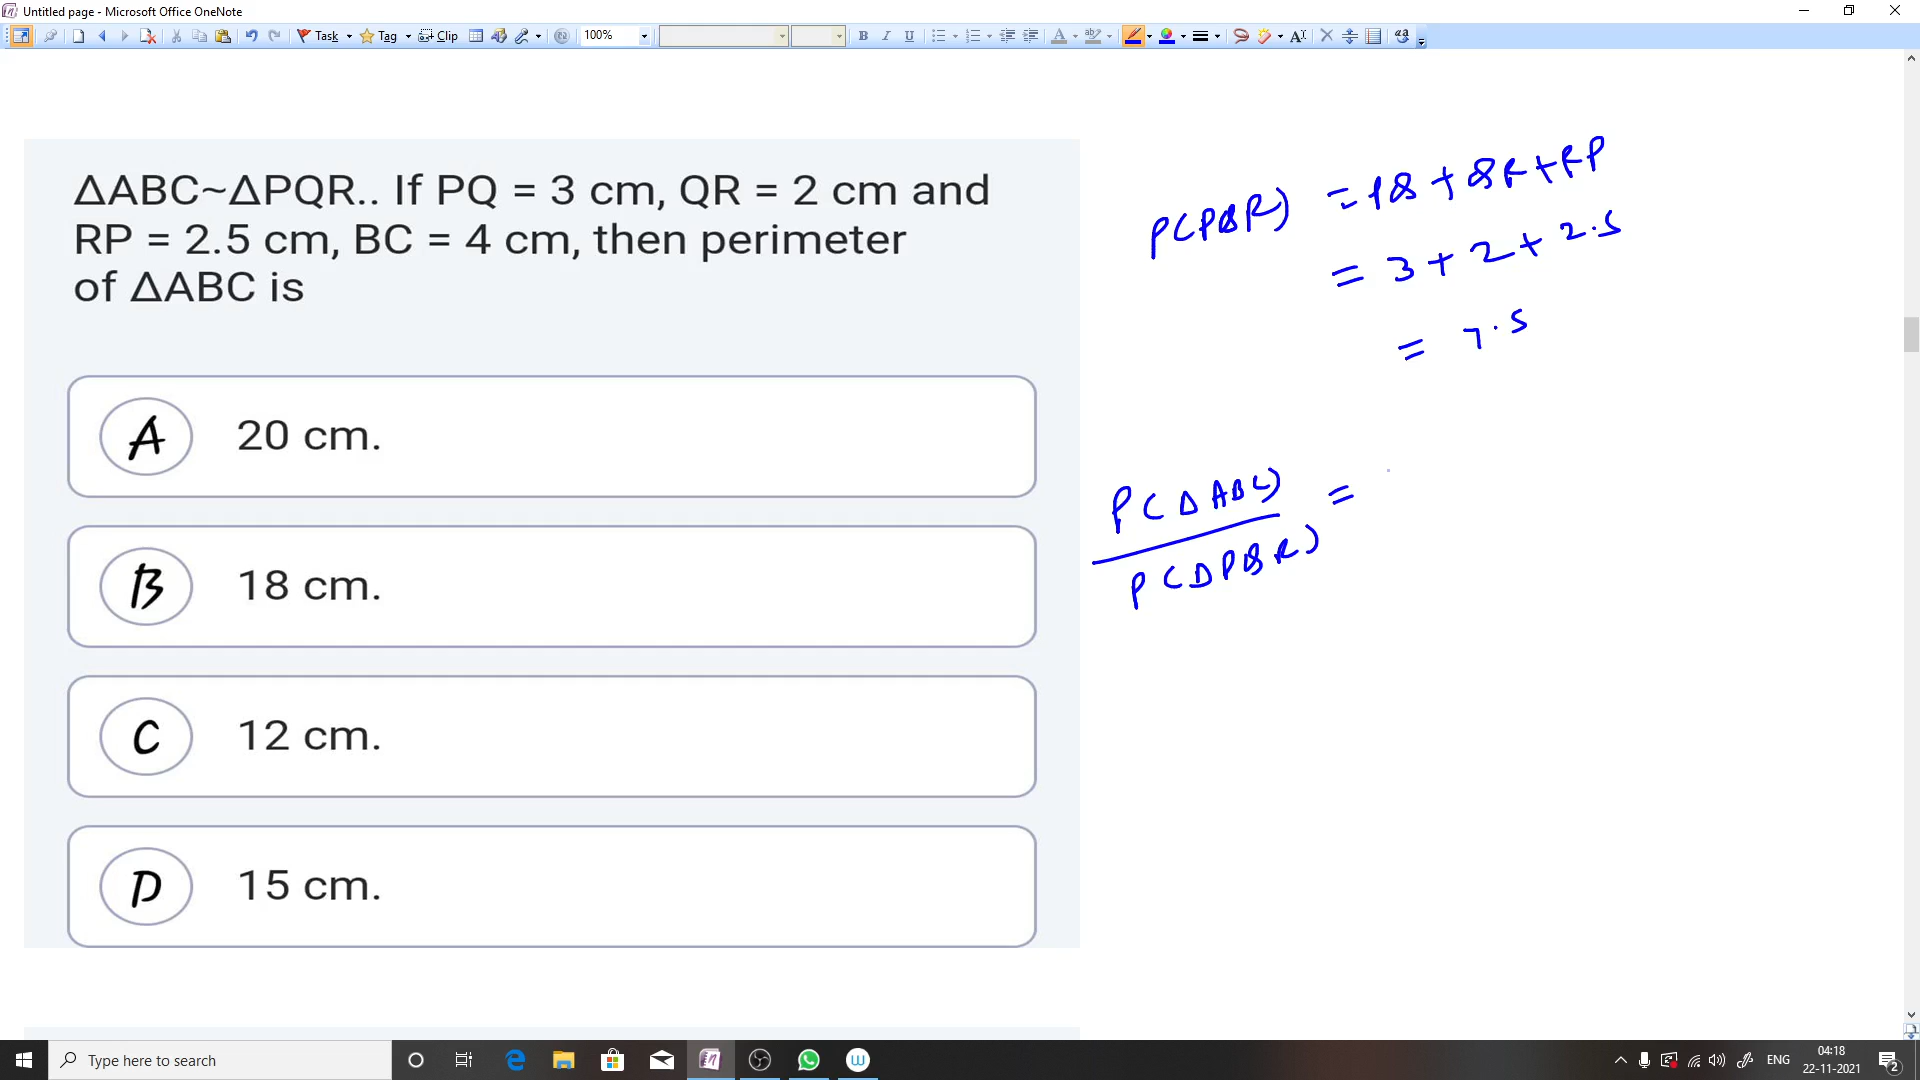 Untitled page - Microsoft Office OneNote
Task Tag Clip 100% B I U
ΔABC~ΔPQR.. If PQ = 3 cm, QR = 2 cm and
RP = 2.5 cm, BC = 4 cm, then perimeter
of ΔABC is
A 20 cm.
B 18 cm.
C 12 cm.
D 15 cm.
P(PQR) = PQ + QR + RP
= 3 + 2 + 2.5
= 7.5
P(ΔABC) =
P(ΔPQR)
Type here to search
ENG
04:18
22-11-2021
2